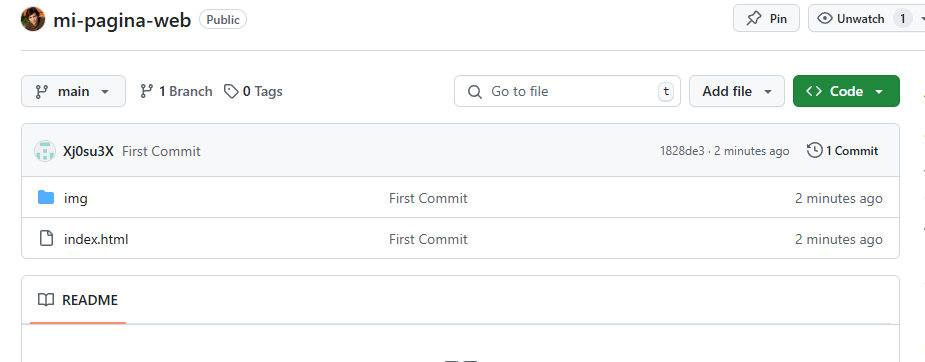 mi-pagina-web Public Pin Unwatch 1
main 1 Branch 0 Tags Go to file t Add file <> Code
Xj0su3X First Commit 1828de3 · 2 minutes ago 1 Commit
img First Commit 2 minutes ago
index.html First Commit 2 minutes ago
README